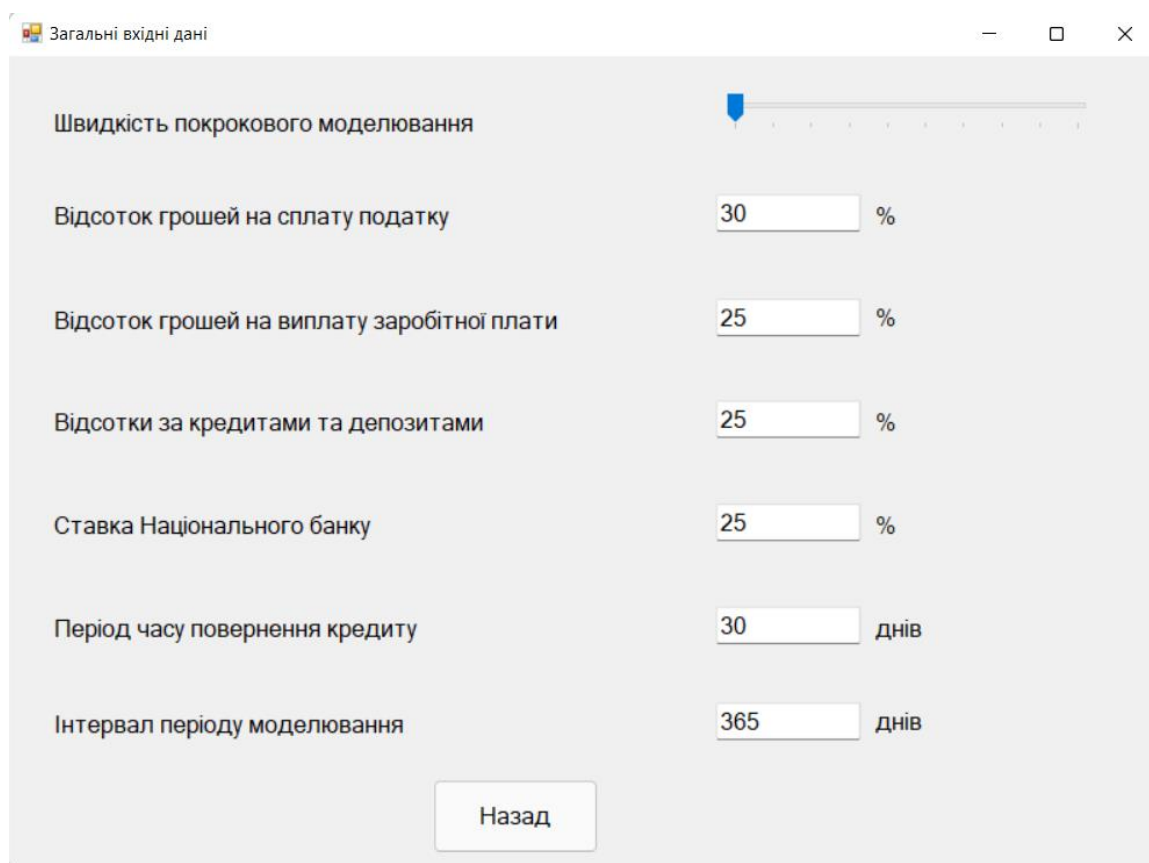 Загальні вхідні дані
Швидкість покрокового моделювання
Відсоток грошей на сплату податку 30 %
Відсоток грошей на виплату заробітної плати 25 %
Відсотки за кредитами та депозитами 25 %
Ставка Національного банку 25 %
Період часу повернення кредиту 30 днів
Інтервал періоду моделювання 365 днів
Назад